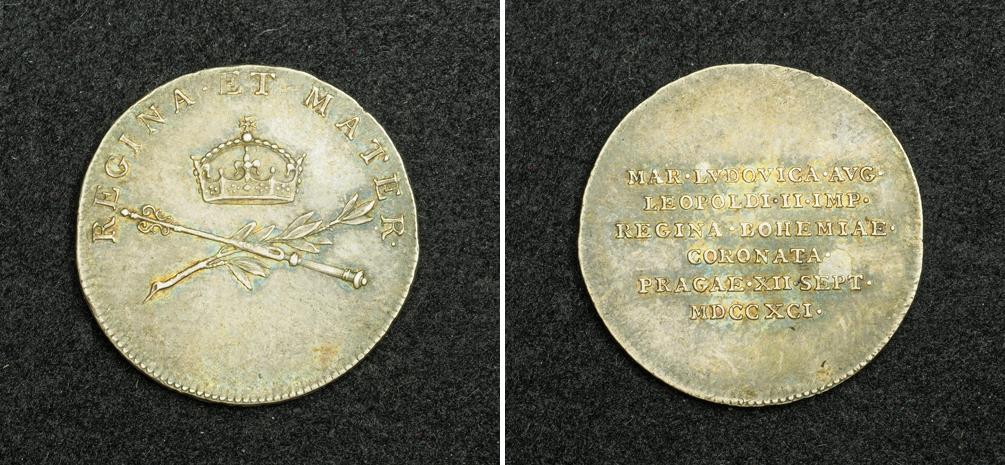 REGINA·ET·MATER·
MAR·LVDOVICA·AVG·
LEOPOLDI·II·IMP·
REGINA·BOHEMIAE·
CORONATA·
PRAGAE·XII·SEPT·
MDCCXCI·